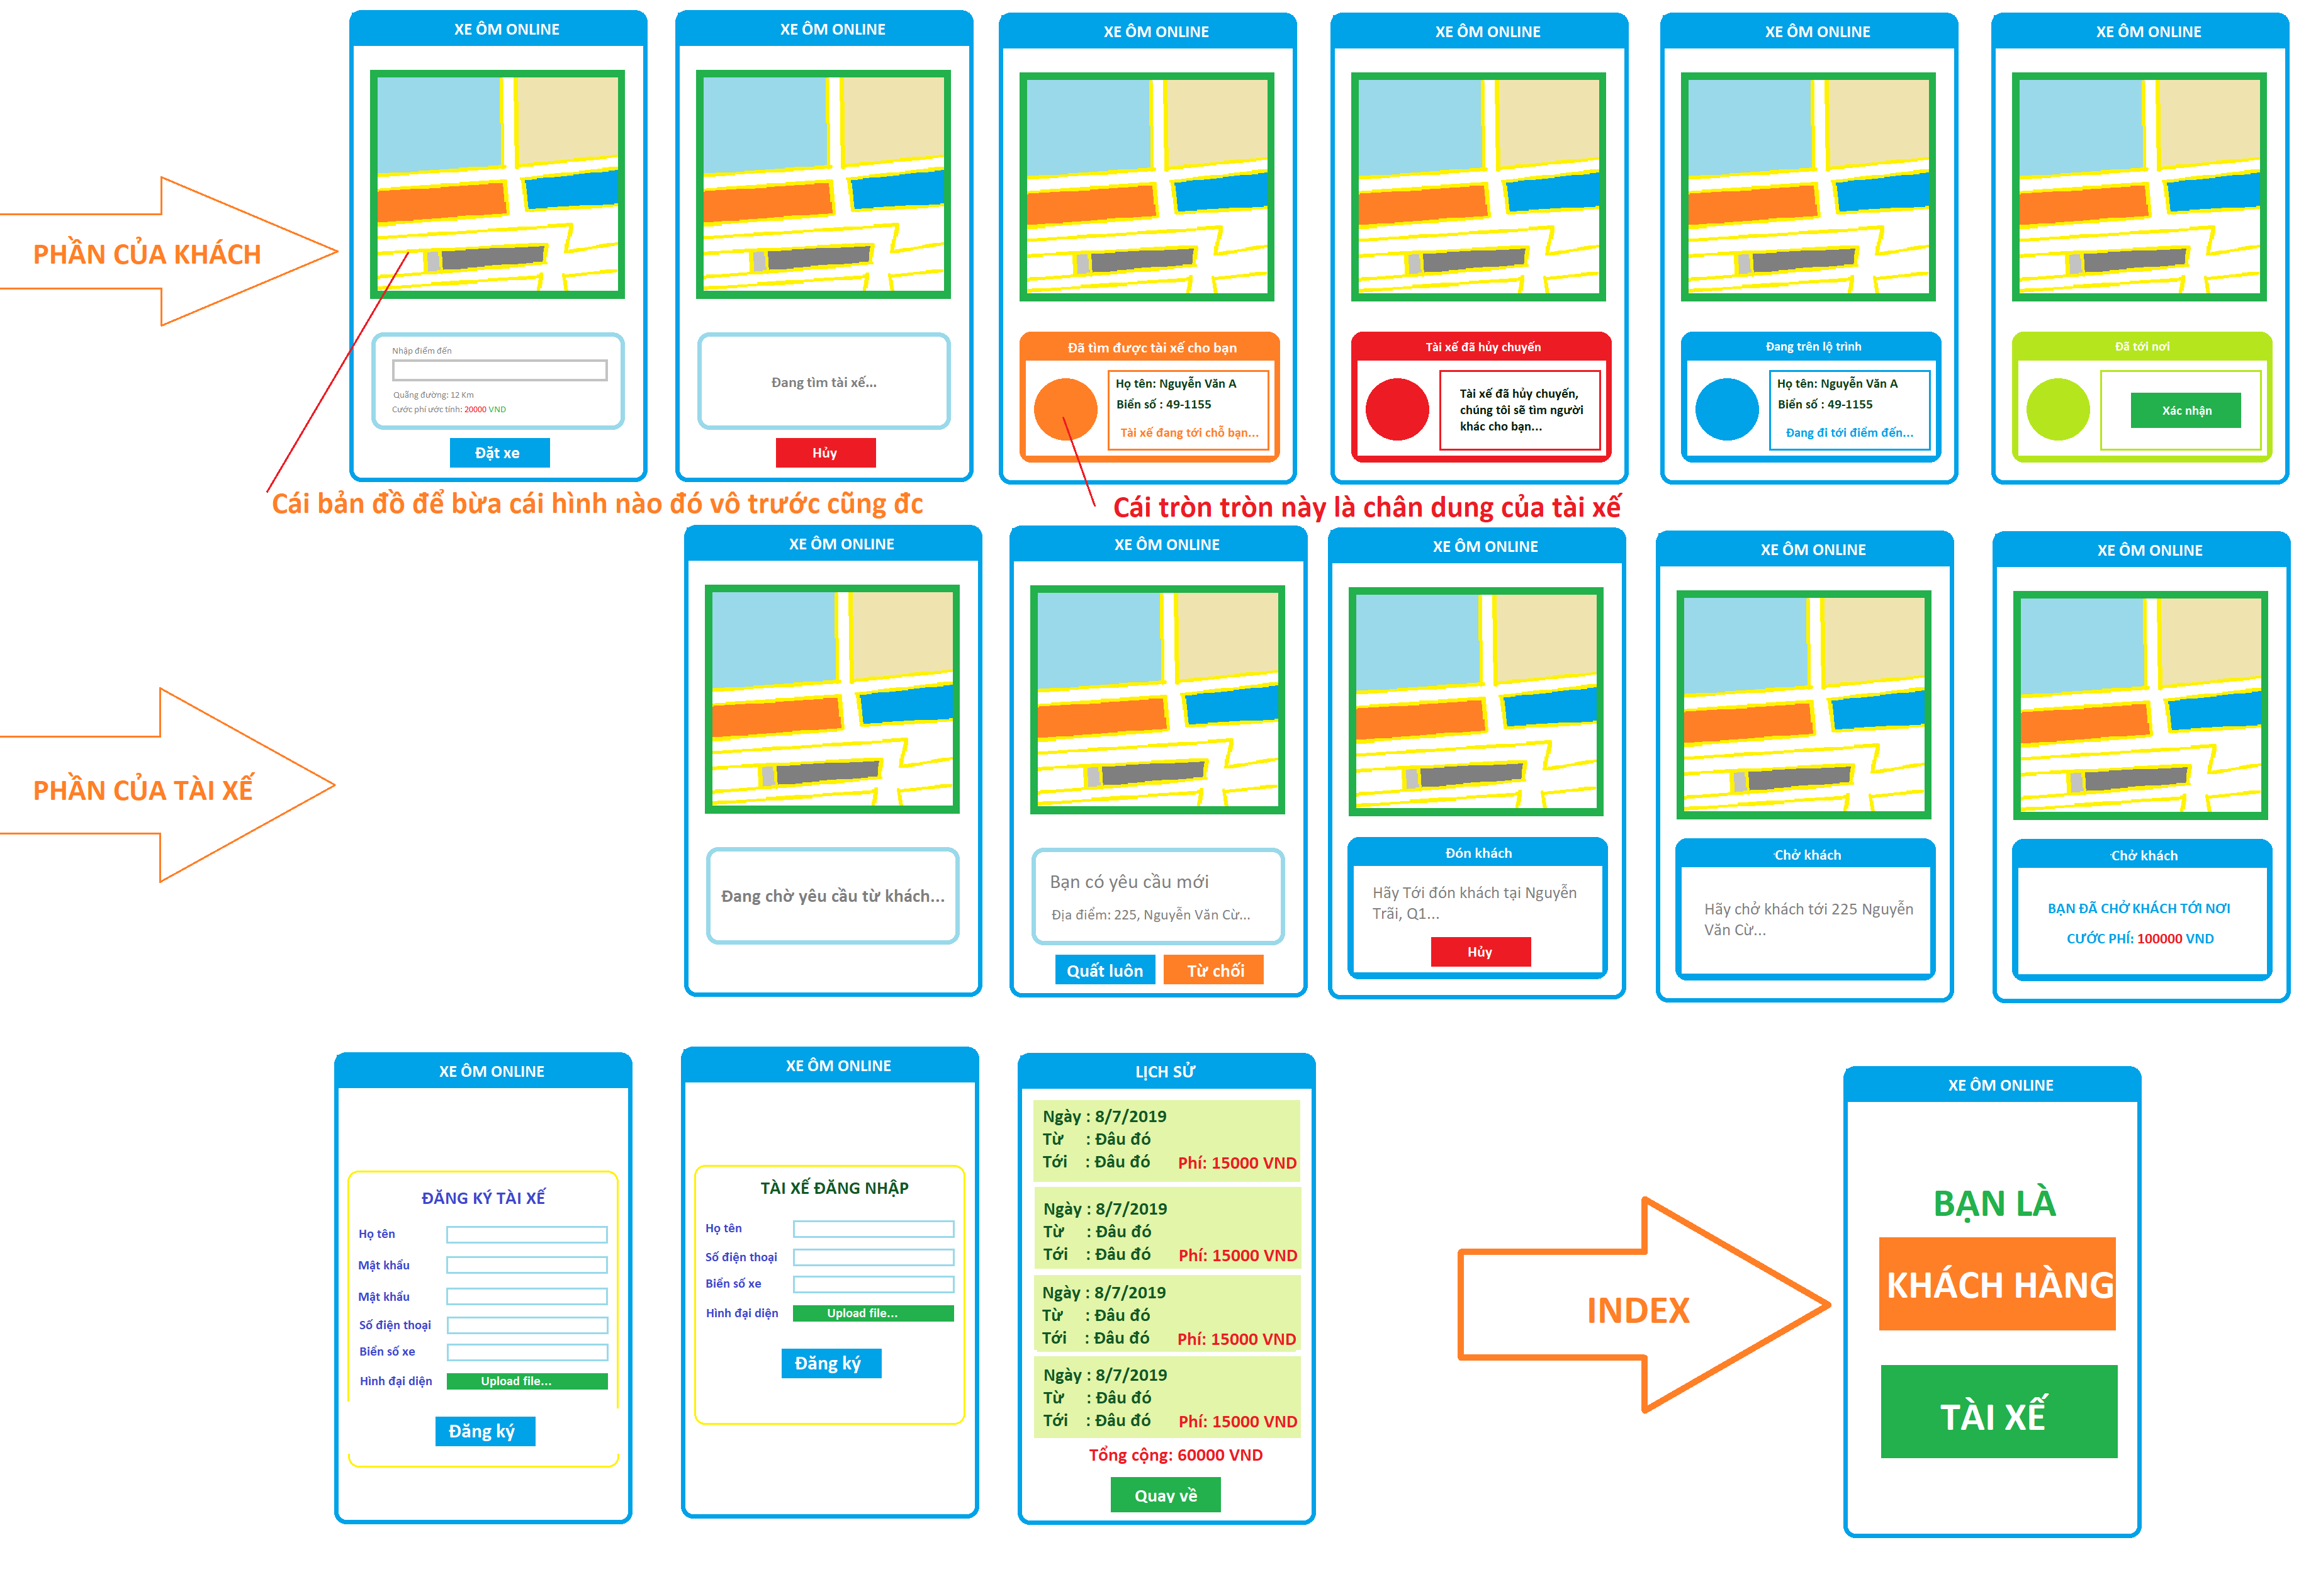 XE ÔM ONLINE
Nhập điểm đến
Quãng đường: 12 Km
Cước phí ước tính: 20000 VND
Đặt xe
XE ÔM ONLINE
Đang tìm tài xế...
Hủy
XE ÔM ONLINE
Đã tìm được tài xế cho bạn
Họ tên: Nguyễn Văn A
Biển số : 49-1155
Tài xế đang tới chỗ bạn...
XE ÔM ONLINE
Tài xế đã hủy chuyến
Tài xế đã hủy chuyến,
chúng tôi sẽ tìm người
khác cho bạn...
XE ÔM ONLINE
Đang trên lộ trình
Họ tên: Nguyễn Văn A
Biển số : 49-1155
Đang đi tới điểm đến...
XE ÔM ONLINE
Đã tới nơi
Xác nhận
PHẦN CỦA KHÁCH
Cái bản đồ để bừa cái hình nào đó vô trước cũng đc
Cái tròn tròn này là chân dung của tài xế
PHẦN CỦA TÀI XẾ
XE ÔM ONLINE
Đang chờ yêu cầu từ khách...
XE ÔM ONLINE
Bạn có yêu cầu mới
Địa điểm: 225, Nguyễn Văn Cừ...
Quất luôn
Từ chối
XE ÔM ONLINE
Đón khách
Hãy Tới đón khách tại Nguyễn
Trãi, Q1...
Hủy
XE ÔM ONLINE
Chở khách
Hãy chở khách tới 225 Nguyễn
Văn Cừ...
XE ÔM ONLINE
Chở khách
BẠN ĐÃ CHỞ KHÁCH TỚI NƠI
CƯỚC PHÍ: 100000 VND
XE ÔM ONLINE
ĐĂNG KÝ TÀI XẾ
Họ tên
Mật khẩu
Mật khẩu
Số điện thoại
Biển số xe
Hình đại diện
Upload file...
Đăng ký
XE ÔM ONLINE
TÀI XẾ ĐĂNG NHẬP
Họ tên
Số điện thoại
Biển số xe
Hình đại diện
Upload file...
Đăng ký
LỊCH SỬ
Ngày : 8/7/2019
Từ : Đâu đó
Tới : Đâu đó Phí: 15000 VND
Ngày : 8/7/2019
Từ : Đâu đó
Tới : Đâu đó Phí: 15000 VND
Ngày : 8/7/2019
Từ : Đâu đó
Tới : Đâu đó Phí: 15000 VND
Ngày : 8/7/2019
Từ : Đâu đó
Tới : Đâu đó Phí: 15000 VND
Tổng cộng: 60000 VND
Quay về
INDEX
XE ÔM ONLINE
BẠN LÀ
KHÁCH HÀNG
TÀI XẾ